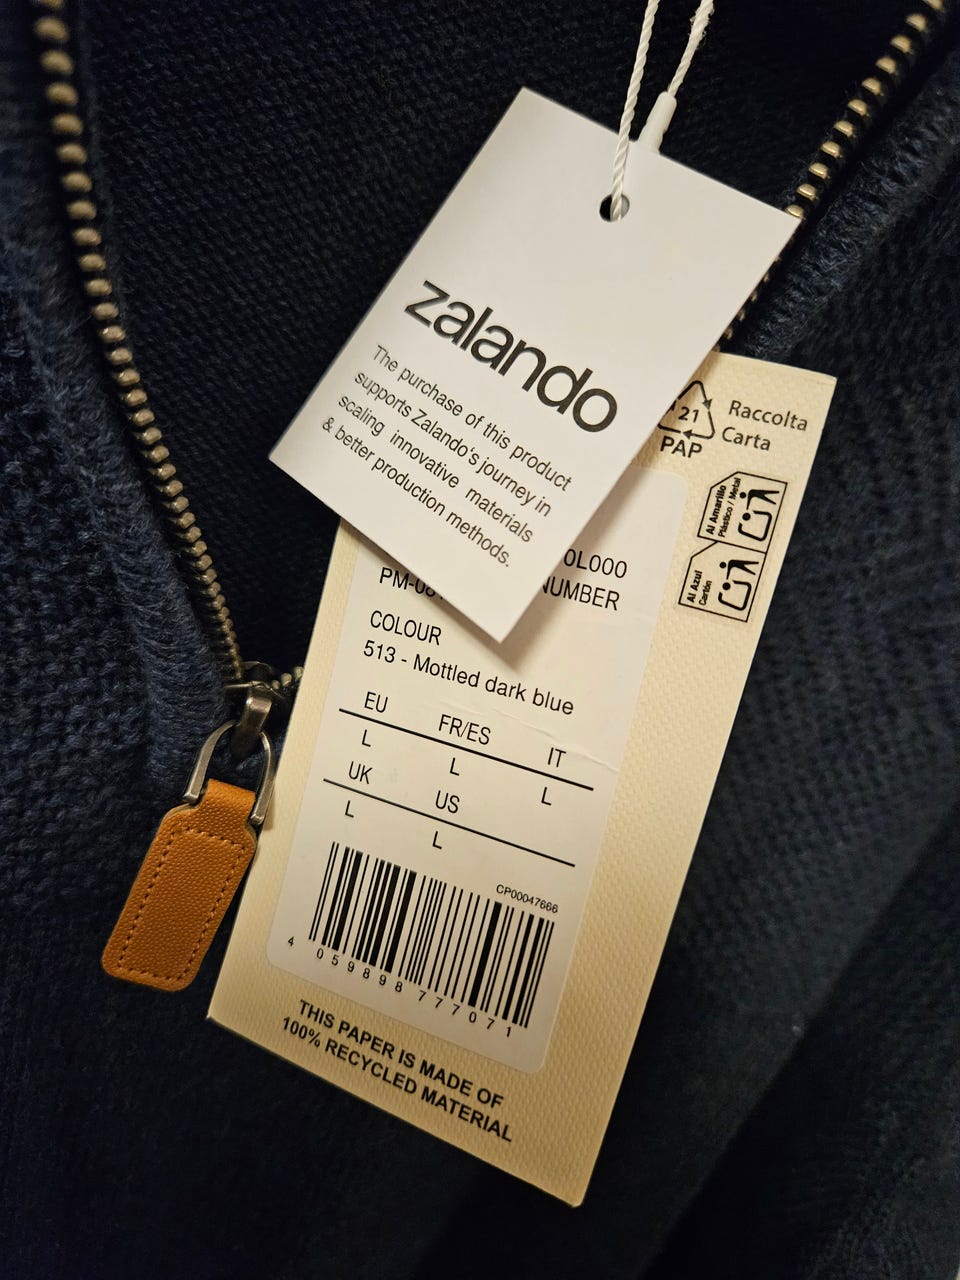 zalando
The purchase of this product
supports Zalando's journey in
scaling innovative materials
& better production methods.
21
PAP
Raccolta
Carta
Al Amarillo
Plástico / Metal
Al Azul
Cartón
0L000
NUMBER
COLOUR
513 - Mottled dark blue
EU FR/ES IT
L L L
UK US
L L
CP00047666
4 059898 777071
THIS PAPER IS MADE OF
100% RECYCLED MATERIAL